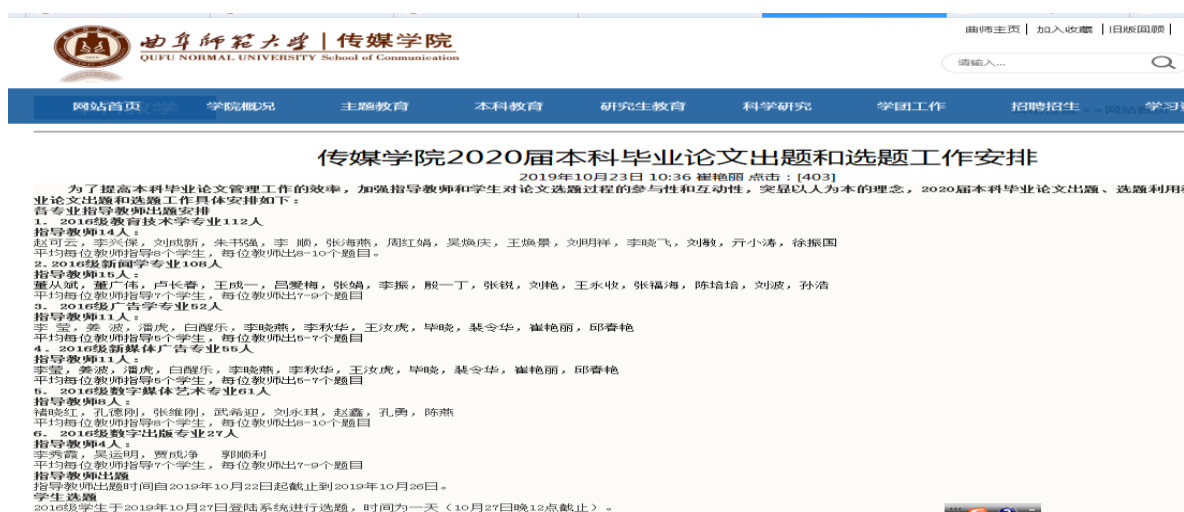 曲师主页 | 加入收藏 | 旧版回顾 |
曲阜师范大学 | 传媒学院
QUFU NORMAL UNIVERSITY School of Communication
请输入...
网站首页 学院概况 主题教育 本科教育 研究生教育 科学研究 学团工作 招聘招生 学习
传媒学院2020届本科毕业论文出题和选题工作安排
2019年10月23日 10:36 崔艳丽 点击：[403]
为了提高本科毕业论文管理工作的效率，加强指导教师和学生对论文选题过程的参与性和互动性，突显以人为本的理念，2020届本科毕业论文出题、选题利用
业论文出题和选题工作具体安排如下：
各专业指导教师出题安排
1. 2016级教育技术学专业112人
指导教师14人：
赵可云，李兴保，刘成新，朱书强，李 顺，张海燕，周红娟，吴焕庆，王焕景，刘明祥，李晓飞，刘敏，亓小涛，徐振国
平均每位教师指导8个学生，每位教师出8-10个题目。
2.2016级新闻学专业108人
指导教师15人：
董从斌，董广伟，卢长春，王成一，吕爱梅，张娟，李振，殷一丁，张锐，刘艳，王永收，张福海，陈培培，刘波，孙洁
平均每位教师指导7个学生，每位教师出7-9个题目
3. 2016级广告学专业52人
指导教师11人：
李 莹，姜 波，潘虎，白醒乐，李晓燕，李秋华，王汝虎，毕晓，裴令华，崔艳丽，邱春艳
平均每位教师指导5个学生，每位教师出5-7个题目
4. 2016级新媒体广告专业55人
指导教师11人：
李莹，姜波，潘虎，白醒乐，李晓燕，李秋华，王汝虎，毕晓，裴令华，崔艳丽，邱春艳
平均每位教师指导5个学生，每位教师出5-7个题目
5. 2016级数字媒体艺术专业61人
指导教师8人：
褚晓红，孔德刚，张维刚，武希迎，刘永琪，赵鑫，孔勇，陈燕
平均每位教师指导8个学生，每位教师出8-10个题目
6. 2016级数字出版专业27人
指导教师4人：
李秀霞，吴运明，贾成净 郭顺利
平均每位教师指导7个学生，每位教师出7-9个题目
指导教师出题
指导教师出题时间自2019年10月22日起截止到2019年10月26日。
学生选题
2016级学生于2019年10月27日登陆系统进行选题，时间为一天（10月27日晚12点截止）。